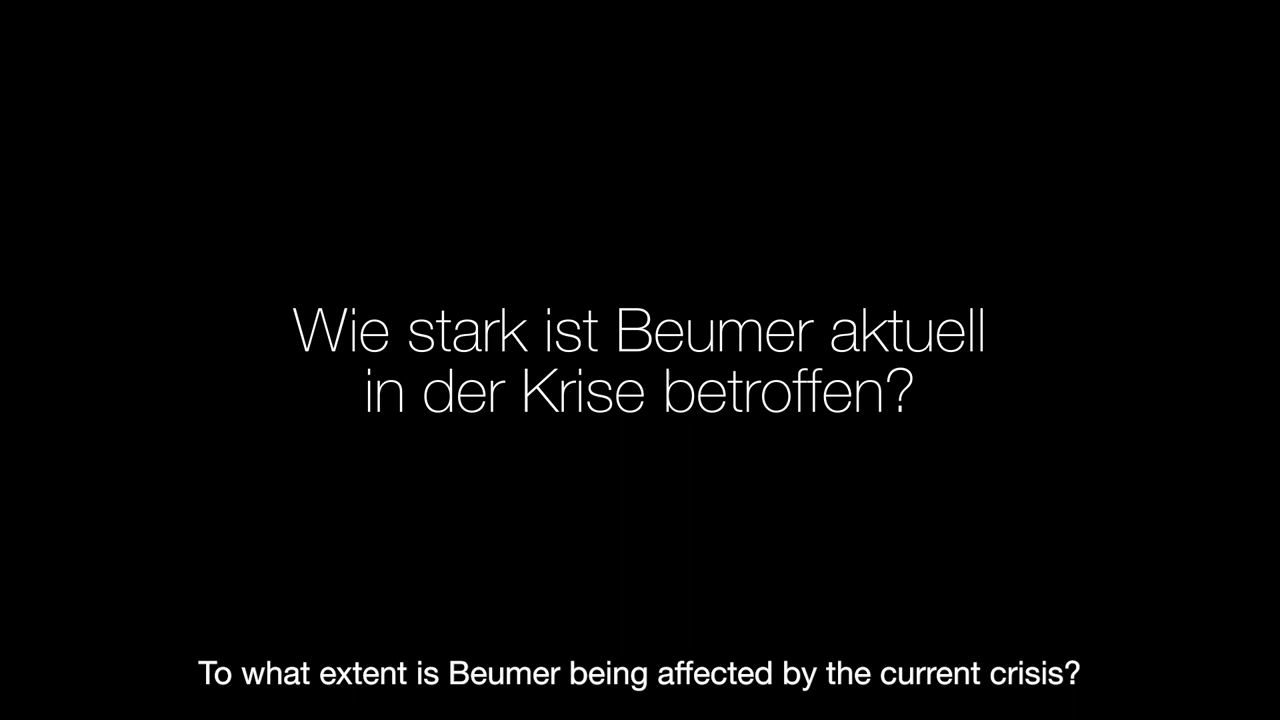 Wie stark ist Beumer aktuell
in der Krise betroffen?
To what extent is Beumer being affected by the current crisis?